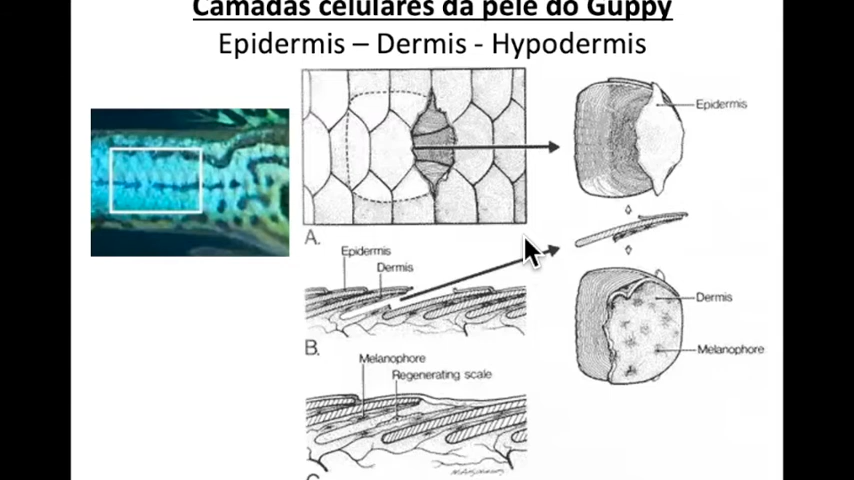 Camadas celulares da pele do Guppy
Epidermis – Dermis - Hypodermis
Epidermis
A.
Epidermis
Dermis
B.
Dermis
Melanophore
Melanophore
Regenerating scale
C